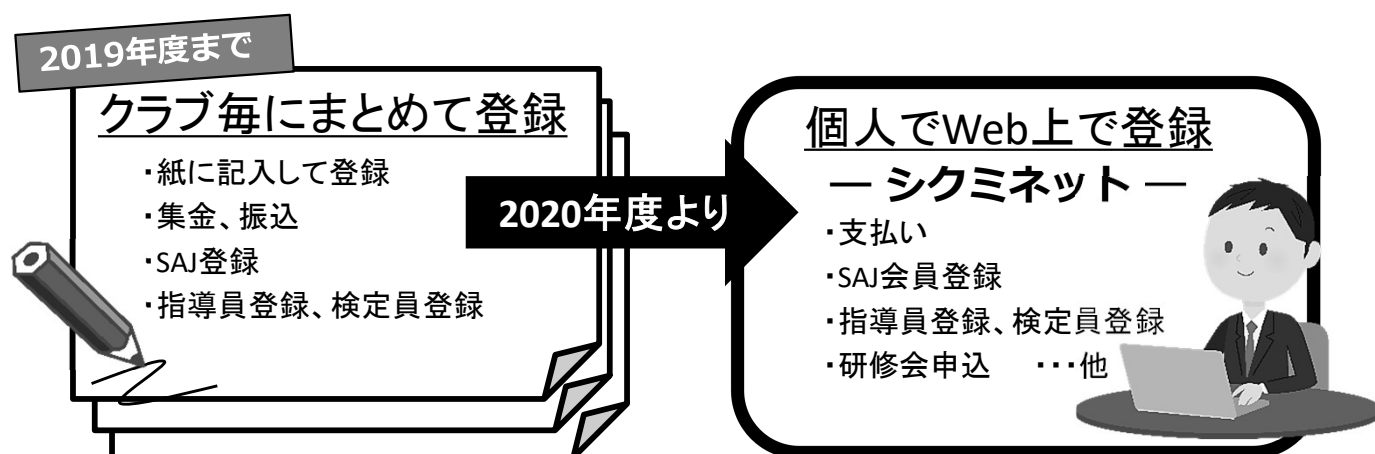 2019年度まで
クラブ毎にまとめて登録
・紙に記入して登録
・集金、振込
・SAJ登録
・指導員登録、検定員登録
2020年度より
個人でWeb上で登録
― シクミネット ―
・支払い
・SAJ会員登録
・指導員登録、検定員登録
・研修会申込　・・・他